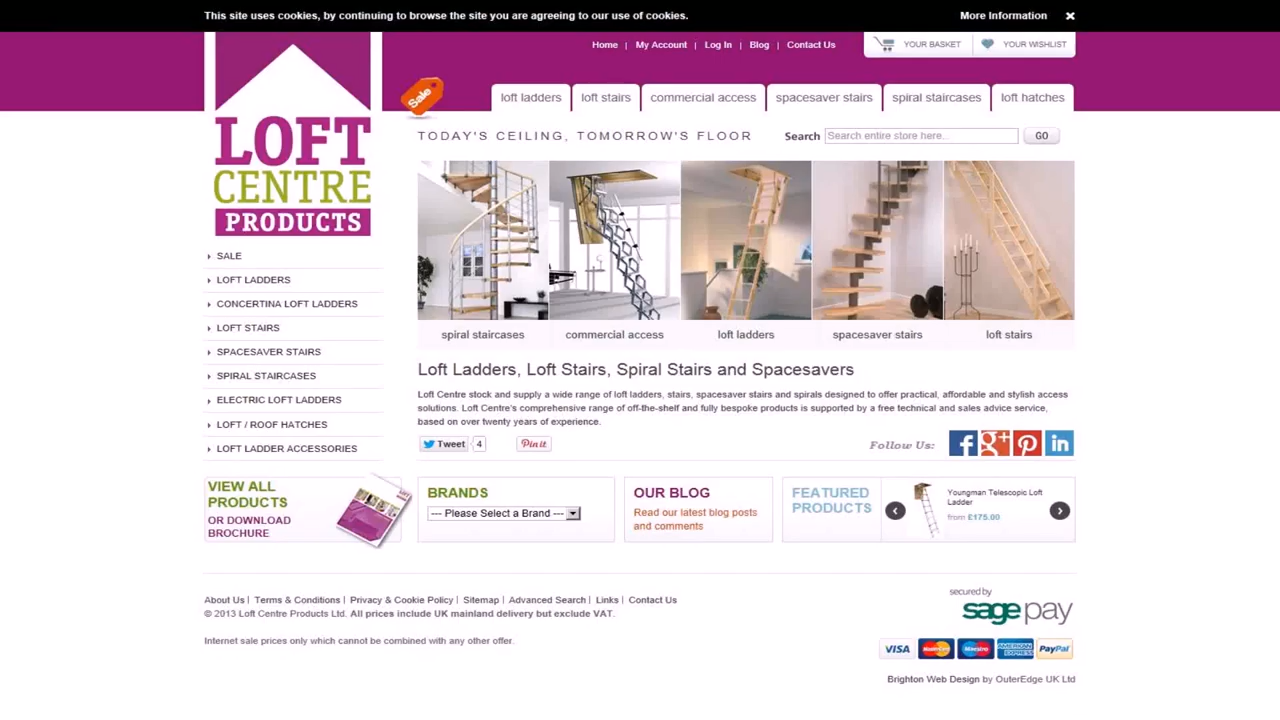 This site uses cookies, by continuing to browse the site you are agreeing to our use of cookies.
More Information
Home | My Account | Log In | Blog | Contact Us
YOUR BASKET
YOUR WISHLIST
Sale
loft ladders
loft stairs
commercial access
spacesaver stairs
spiral staircases
loft hatches
LOFT
CENTRE
PRODUCTS
TODAY'S CEILING, TOMORROW'S FLOOR
Search
Search entire store here..
GO
SALE
LOFT LADDERS
CONCERTINA LOFT LADDERS
LOFT STAIRS
SPACESAVER STAIRS
SPIRAL STAIRCASES
ELECTRIC LOFT LADDERS
LOFT / ROOF HATCHES
LOFT LADDER ACCESSORIES
spiral staircases
commercial access
loft ladders
spacesaver stairs
loft stairs
Loft Ladders, Loft Stairs, Spiral Stairs and Spacesavers
Loft Centre stock and supply a wide range of loft ladders, stairs, spacesaver stairs and spirals designed to offer practical, affordable and stylish access
solutions. Loft Centre's comprehensive range of off-the-shelf and fully bespoke products is supported by a free technical and sales advice service,
based on over twenty years of experience.
Tweet
4
Pin it
Follow Us:
VIEW ALL
PRODUCTS
OR DOWNLOAD
BROCHURE
BRANDS
--- Please Select a Brand ---
OUR BLOG
Read our latest blog posts
and comments
FEATURED
PRODUCTS
Youngman Telescopic Loft
Ladder
from £175.00
About Us | Terms & Conditions | Privacy & Cookie Policy | Sitemap | Advanced Search | Links | Contact Us
© 2013 Loft Centre Products Ltd. All prices include UK mainland delivery but exclude VAT.
Internet sale prices only which cannot be combined with any other offer.
secured by
sage pay
VISA
MasterCard
Maestro
AMERICAN EXPRESS
PayPal
Brighton Web Design by OuterEdge UK Ltd